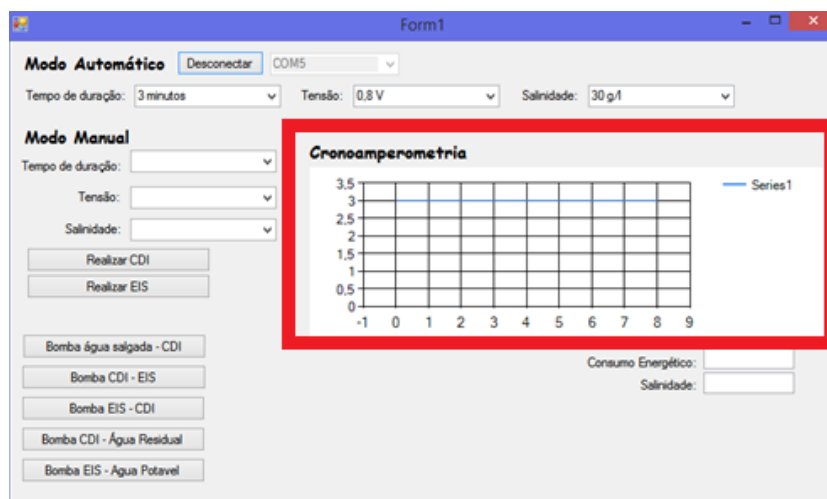 Form1
Modo Automático Desconectar COM5
Tempo de duração: 3 minutos Tensão: 0,8 V Salinidade: 30 g/l
Modo Manual
Tempo de duração:
Tensão:
Salinidade:
Realizar CDI
Realizar EIS
Bomba água salgada - CDI
Bomba CDI - EIS
Bomba EIS - CDI
Bomba CDI - Água Residual
Bomba EIS - Agua Potavel
Cronoamperometria
3,5
3
2,5
2
1,5
1
0,5
0
-1 0 1 2 3 4 5 6 7 8 9
Series1
Consumo Energético:
Salinidade: